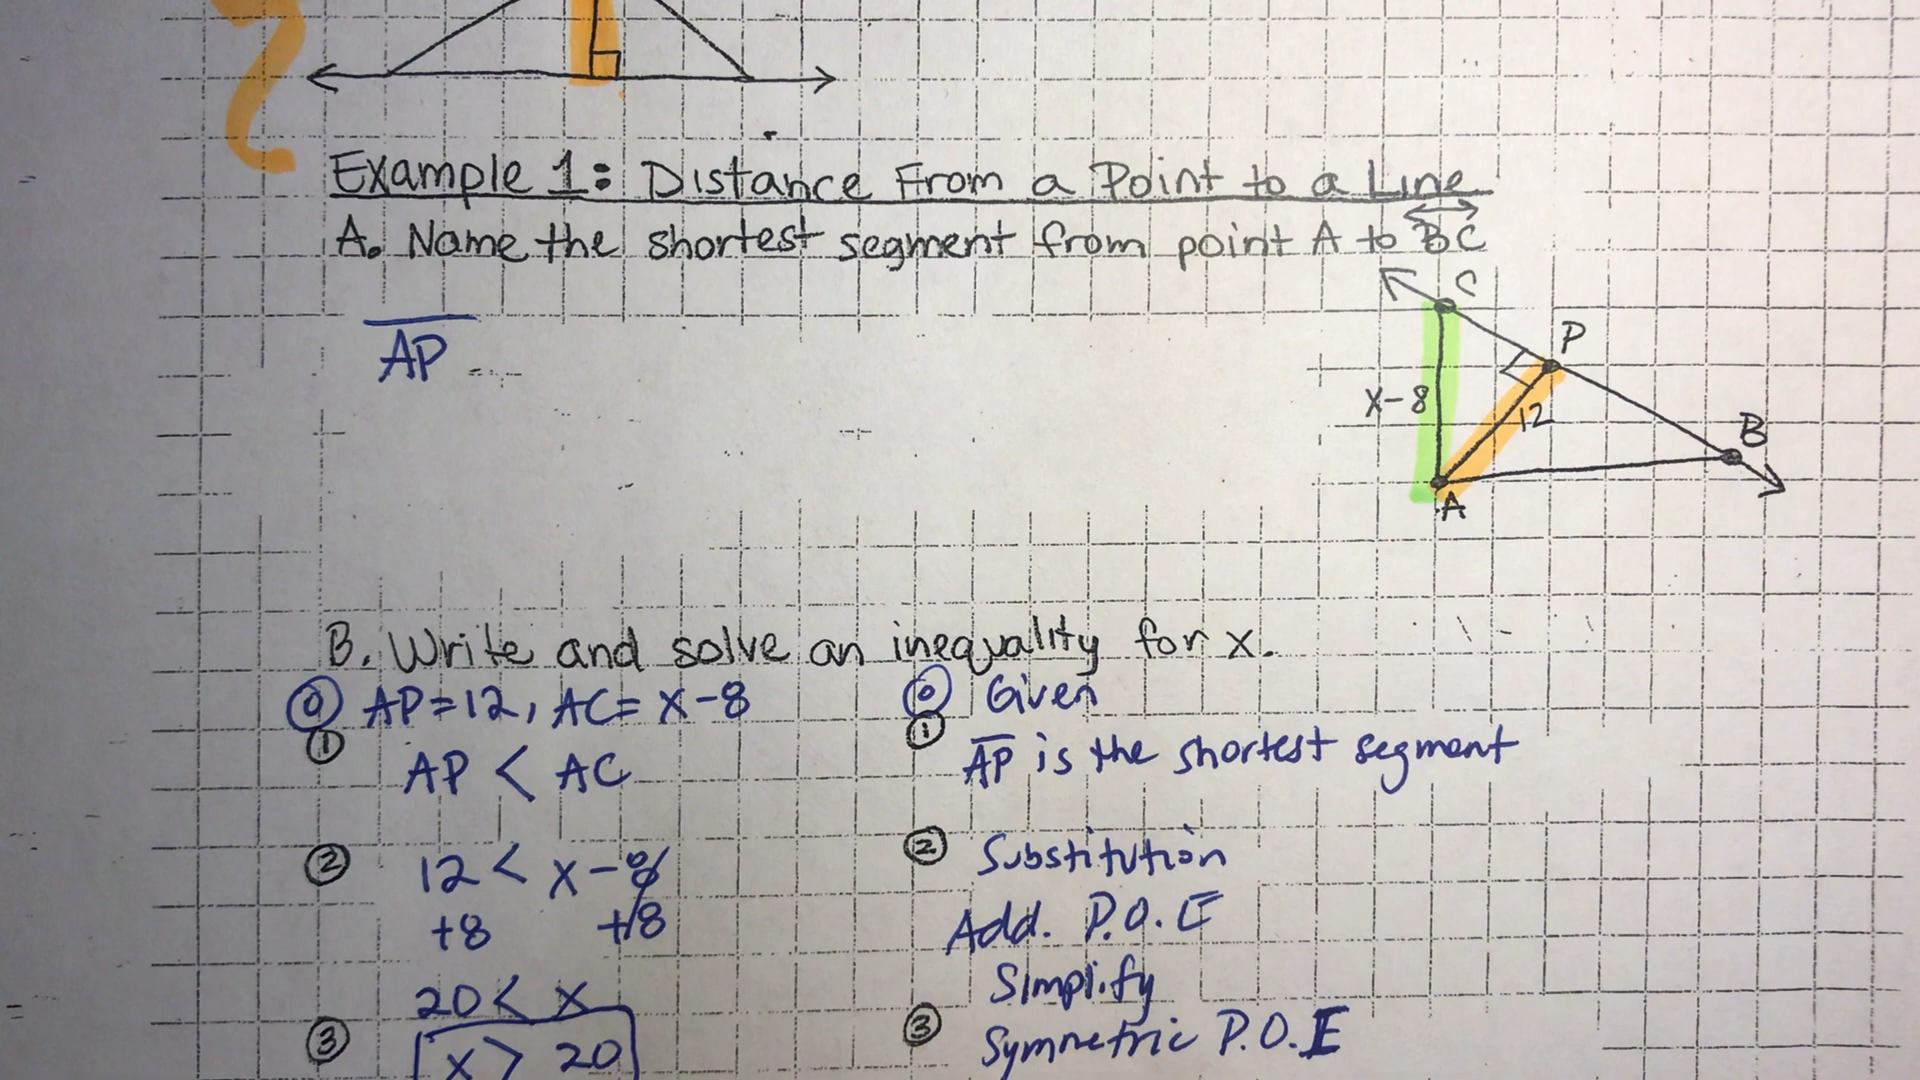 Example 1: Distance From a Point to a Line
A. Name the shortest segment from point A to BC
AP
C
P
x-8
12
B
A
B. Write and solve an inequality for x.
0 AP=12, AC= x-8
0 Given
1 AP < AC
1 AP is the shortest segment
2 12 < x-8
2 Substitution
+8 +8
Add. P.O.E
Simplify
20 < x
3 x > 20
3 Symmetric P.O.I